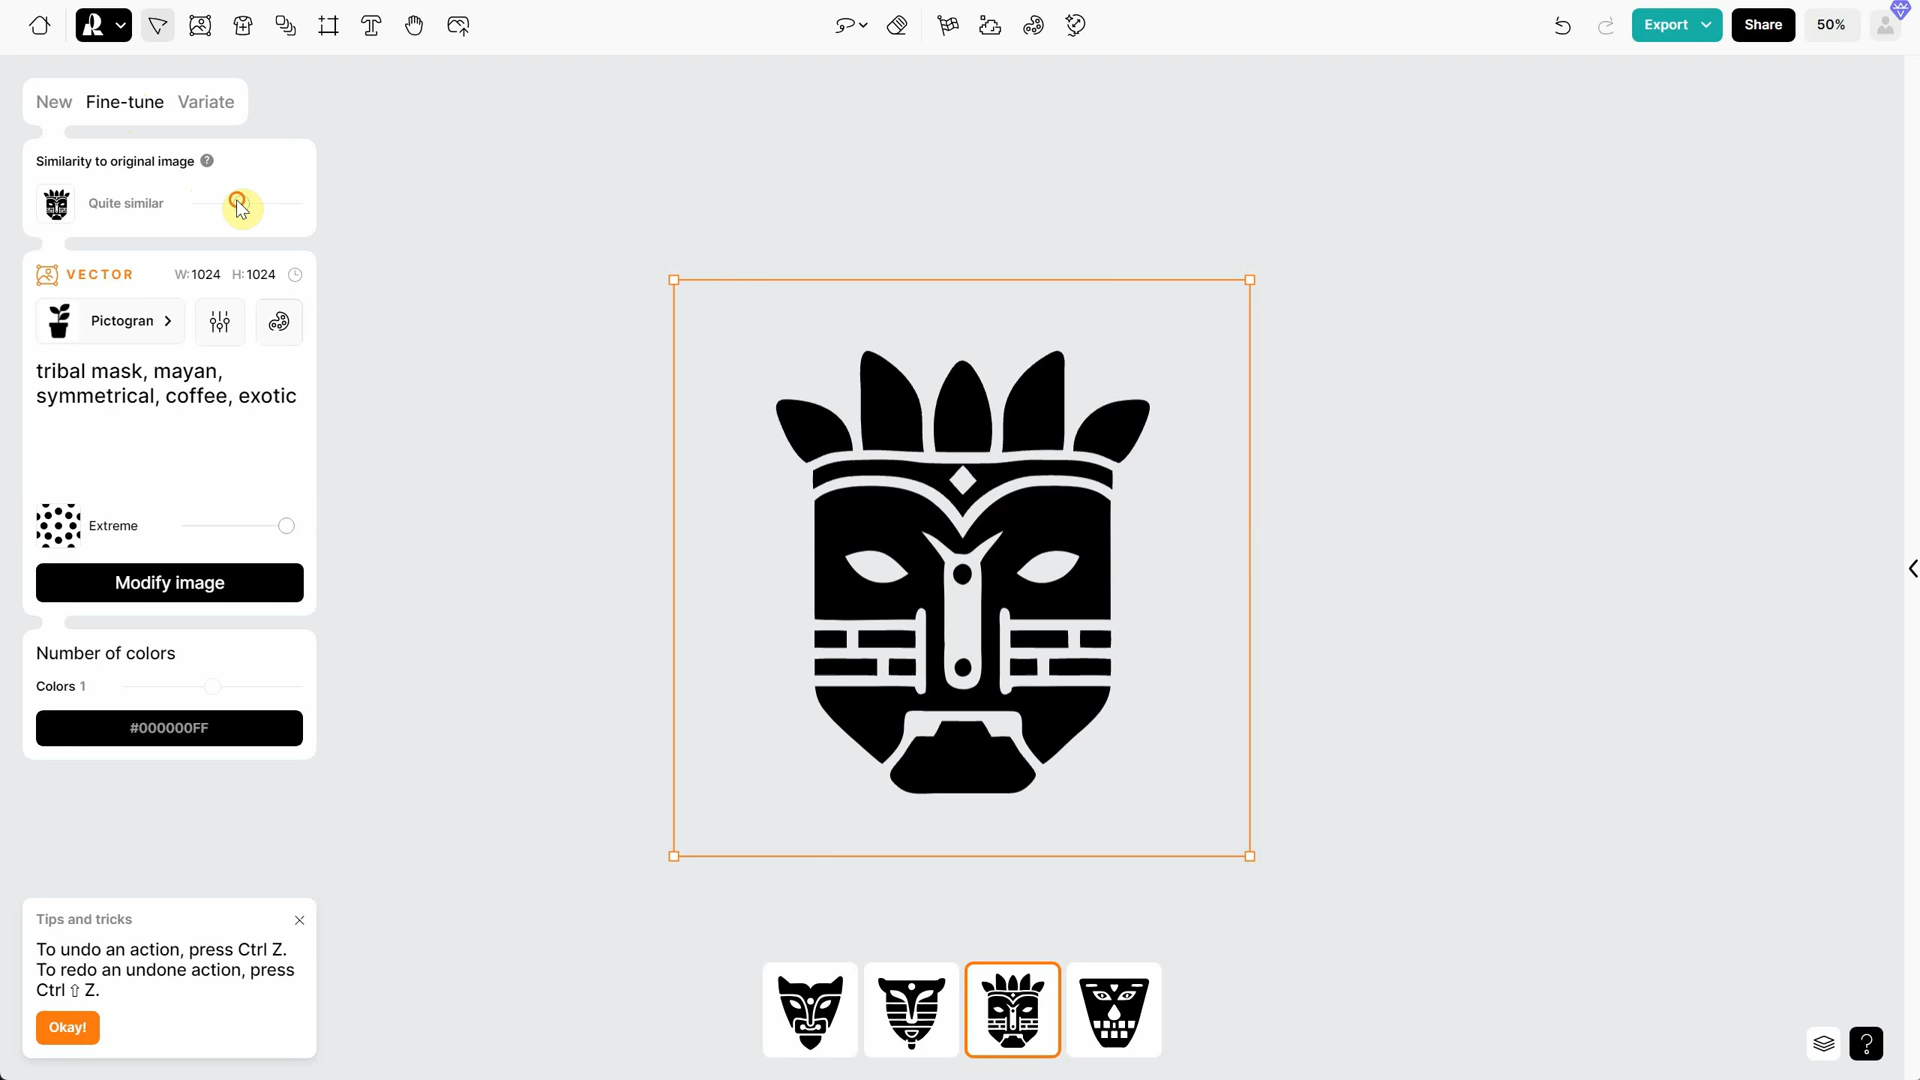 Export
Share
50%
New Fine-tune Variate
Similarity to original image ?
Quite similar
VECTOR W:1024 H:1024
Pictogran
tribal mask, mayan,
symmetrical, coffee, exotic
Extreme
Modify image
Number of colors
Colors 1
#000000FF
Tips and tricks
To undo an action, press Ctrl Z.
To redo an undone action, press
Ctrl ⇧ Z.
Okay!
?